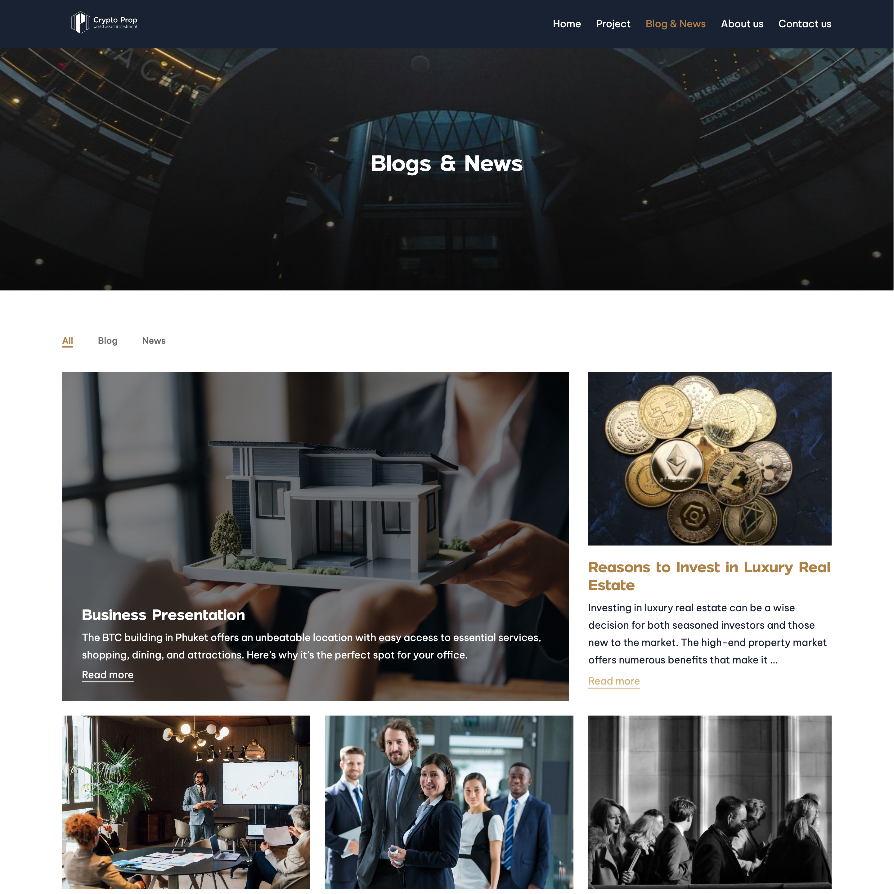 Crypto Prop
Home
Project
Blog & News
About us
Contact us
Blogs & News
All
Blog
News
Business Presentation
The BTC building in Phuket offers an unbeatable location with easy access to essential services,
shopping, dining, and attractions. Here's why it's the perfect spot for your office.
Read more
Reasons to Invest in Luxury Real
Estate
Investing in luxury real estate can be a wise
decision for both seasoned investors and those
new to the market. The high-end property market
offers numerous benefits that make it ...
Read more